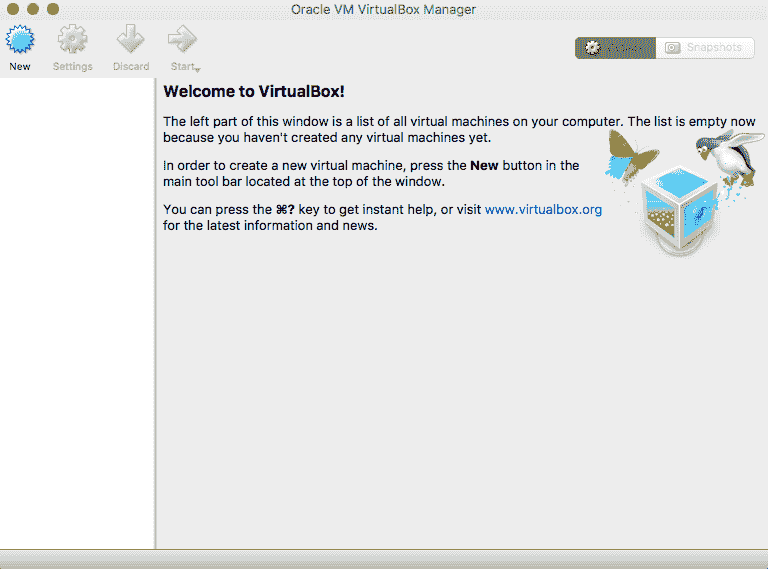 Oracle VM VirtualBox Manager
New Settings Discard Start
Snapshots
Welcome to VirtualBox!
The left part of this window is a list of all virtual machines on your computer. The list is empty now
because you haven't created any virtual machines yet.
In order to create a new virtual machine, press the New button in the
main tool bar located at the top of the window.
You can press the ⌘? key to get instant help, or visit www.virtualbox.org
for the latest information and news.